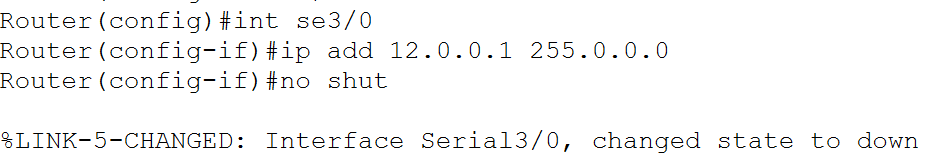 Router(config)#int se3/0
Router(config-if)#ip add 12.0.0.1 255.0.0.0
Router(config-if)#no shut
%LINK-5-CHANGED: Interface Serial3/0, changed state to down